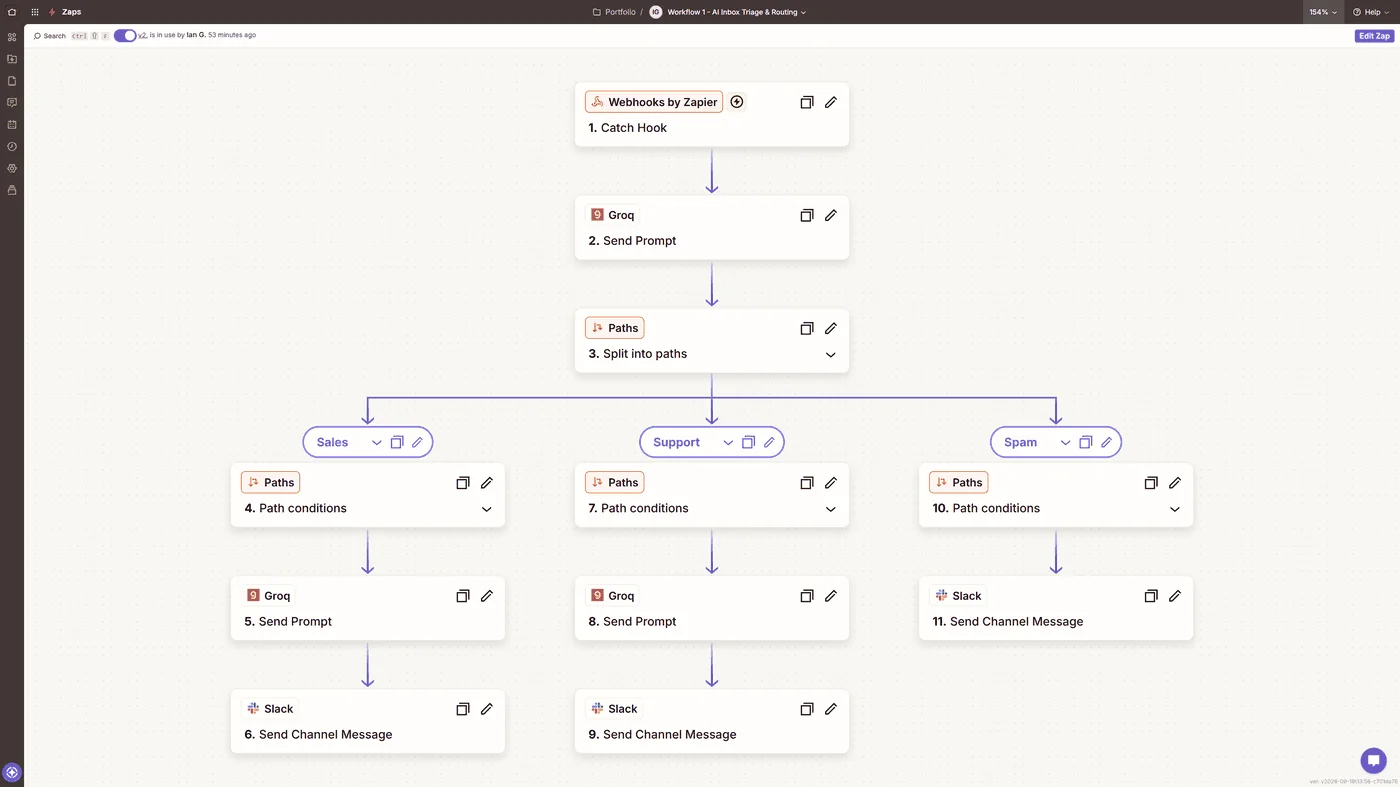 Zaps
Portfolio / IG Workflow 1 - AI Inbox Triage & Routing
154%
Help
Search Ctrl
v2, is in use by Ian G. 53 minutes ago
Edit Zap
Webhooks by Zapier
1. Catch Hook
Groq
2. Send Prompt
Paths
3. Split into paths
Sales
Support
Spam
Paths
4. Path conditions
Paths
7. Path conditions
Paths
10. Path conditions
Groq
5. Send Prompt
Groq
8. Send Prompt
Slack
11. Send Channel Message
Slack
6. Send Channel Message
Slack
9. Send Channel Message